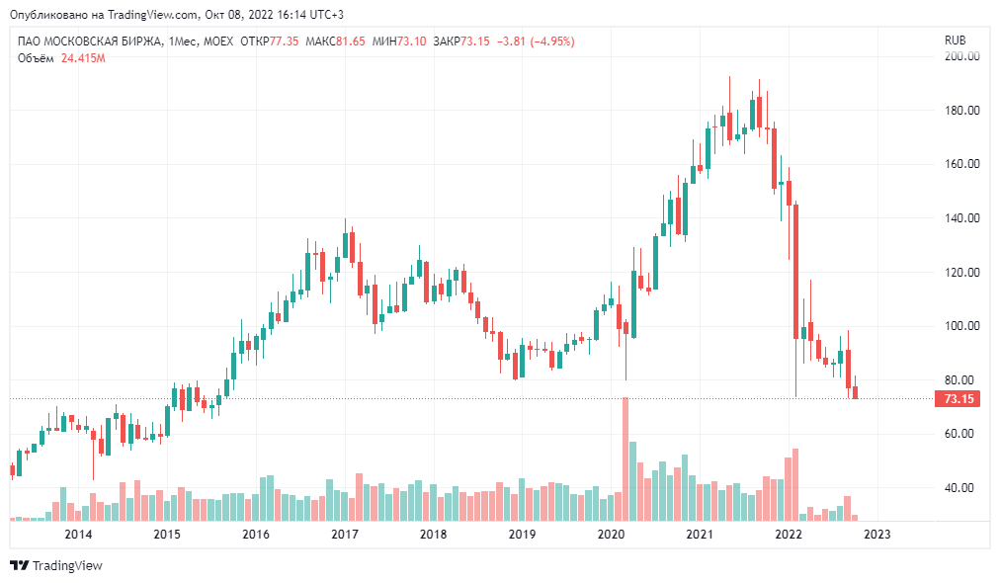 Опубликовано на TradingView.com, Окт 08, 2022 16:14 UTC+3
ПАО МОСКОВСКАЯ БИРЖА, 1Мес, MOEX ОТКР77.35 МАКС81.65 МИН73.10 ЗАКР73.15 −3.81 (−4.95%)
Объём 24.415M
RUB
200.00
180.00
160.00
140.00
120.00
100.00
80.00
73.15
60.00
40.00
2014 2015 2016 2017 2018 2019 2020 2021 2022 2023
TradingView